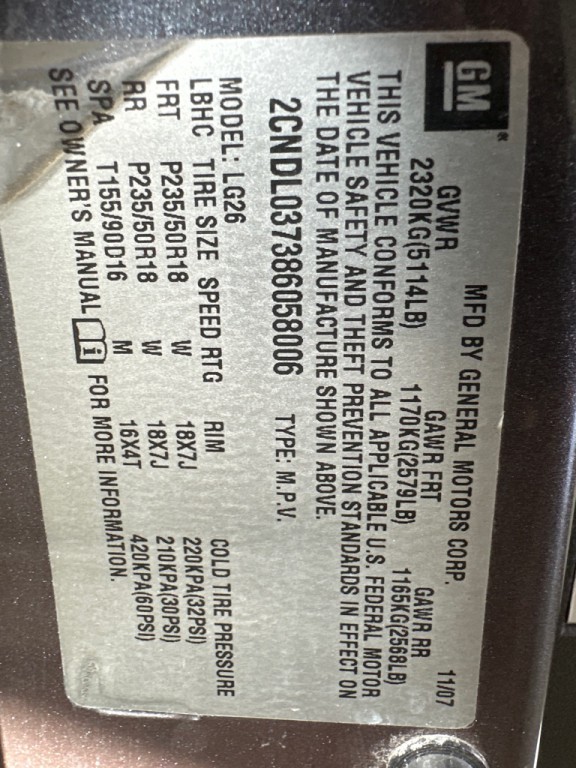 GM®
MFD BY GENERAL MOTORS CORP. 11/07
GVWR GAWR FRT GAWR RR
2320KG(5114LB) 1170KG(2579LB) 1165KG(2568LB)
THIS VEHICLE CONFORMS TO ALL APPLICABLE U.S. FEDERAL MOTOR
VEHICLE SAFETY AND THEFT PREVENTION STANDARDS IN EFFECT ON
THE DATE OF MANUFACTURE SHOWN ABOVE.
2CNDL037386058006 TYPE: M.P.V.
MODEL: LG26
LBHC TIRE SIZE SPEED RTG RIM COLD TIRE PRESSURE
FRT P235/50R18 W 18X7J 220KPA(32PSI)
RR P235/50R18 W 18X7J 210KPA(30PSI)
SPA T155/90D16 M 16X4T 420KPA(60PSI)
SEE OWNER'S MANUAL i FOR MORE INFORMATION.